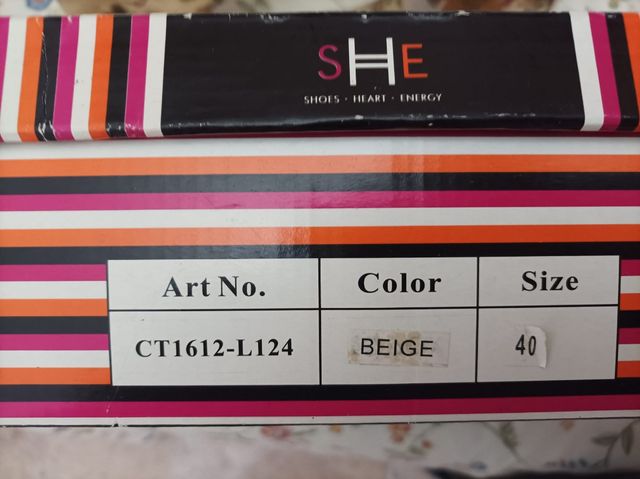 SHE
SHOES · HEART · ENERGY
Art No. Color Size
CT1612-L124 BEIGE 40